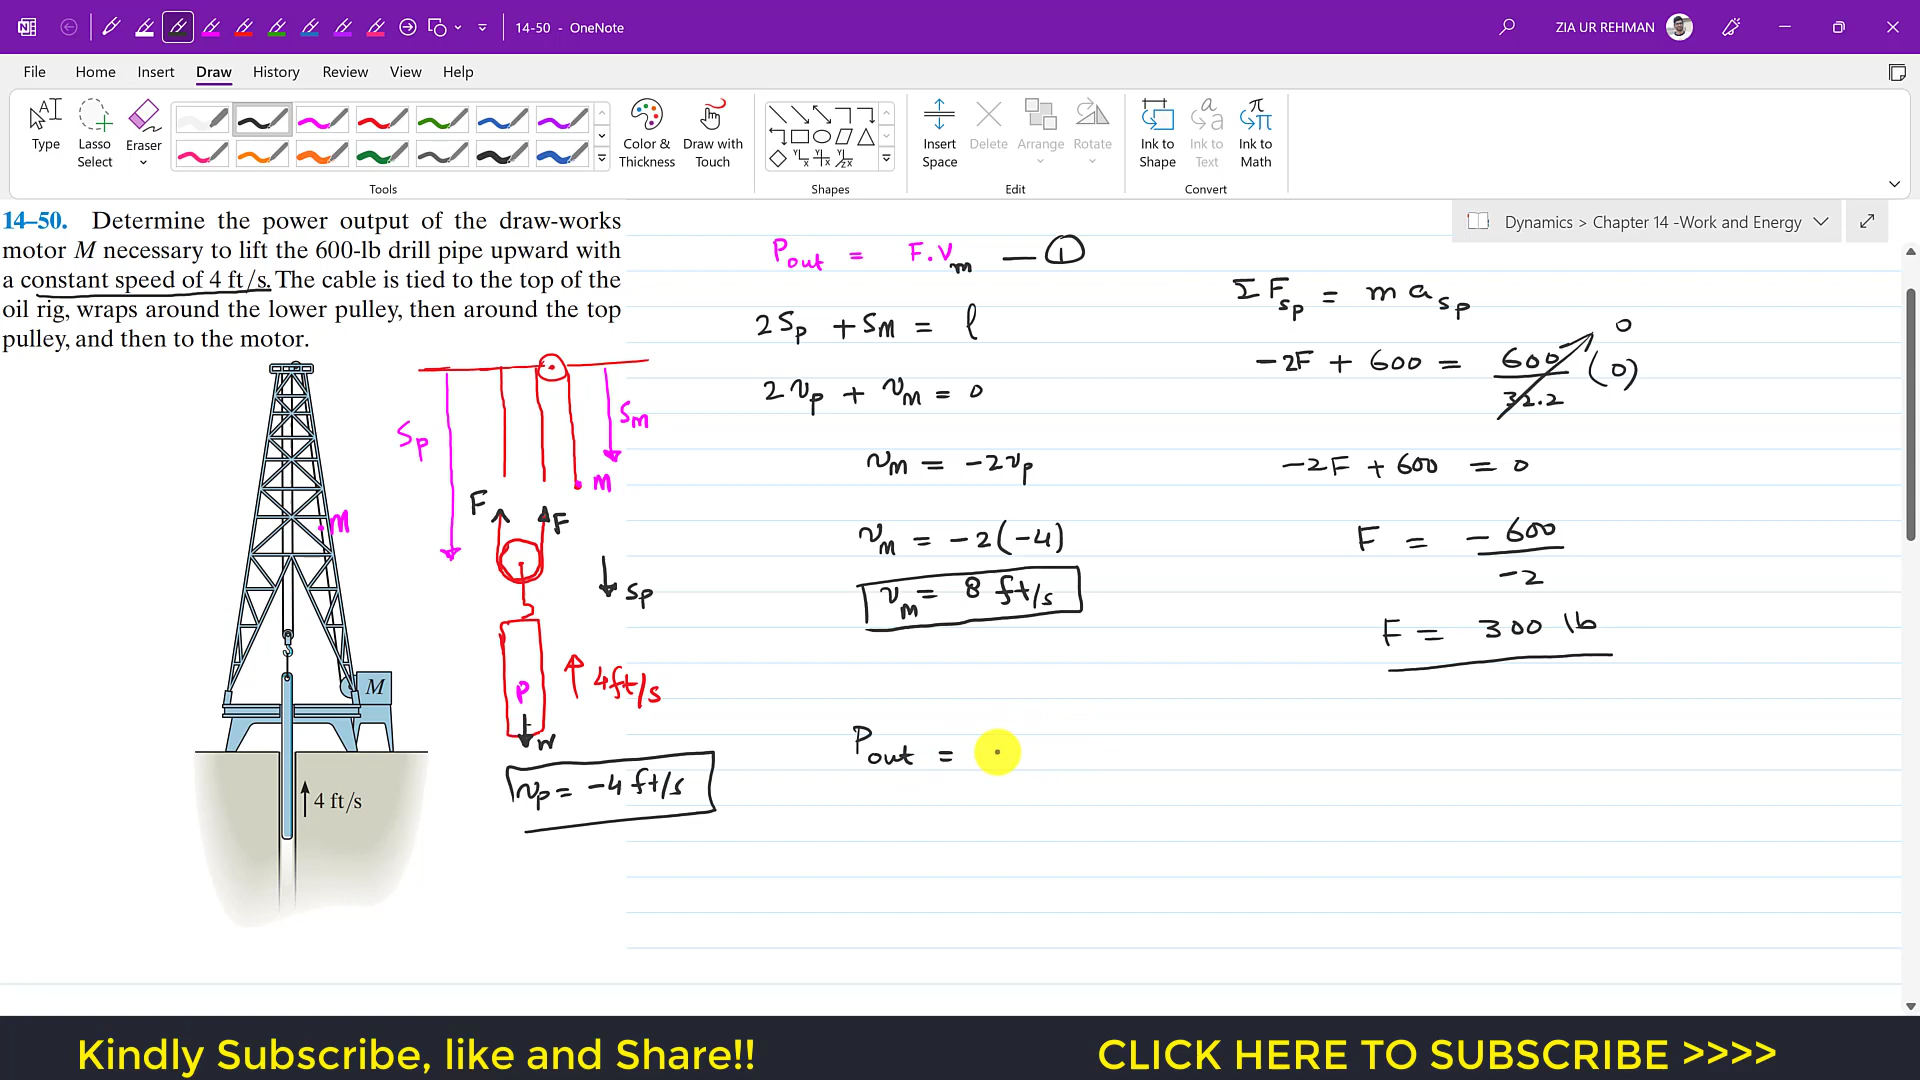 14-50 - OneNote
ZIA UR REHMAN
File Home Insert Draw History Review View Help
Type
Lasso Select
Eraser
Color & Thickness
Draw with Touch
Insert Space
Delete
Arrange
Rotate
Ink to Shape
Ink to Text
Ink to Math
Tools
Shapes
Edit
Convert
Dynamics > Chapter 14 -Work and Energy
14–50. Determine the power output of the draw-works
motor M necessary to lift the 600-lb drill pipe upward with
a constant speed of 4 ft/s. The cable is tied to the top of the
oil rig, wraps around the lower pulley, then around the top
pulley, and then to the motor.
M
M
4 ft/s
Sp
SM
M
F
F
Sp
P
4ft/s
W
vp = -4 ft/s
Pout = F.Vm — ①
2Sp + SM = l
2vp + vM = 0
vM = -2vp
vM = -2(-4)
vM = 8 ft/s
Pout =
ΣFsp = m asp
-2F + 600 = 600/32.2 (0) 0
-2F + 600 = 0
F = -600/-2
F = 300 lb
Kindly Subscribe, like and Share!!
CLICK HERE TO SUBSCRIBE >>>>